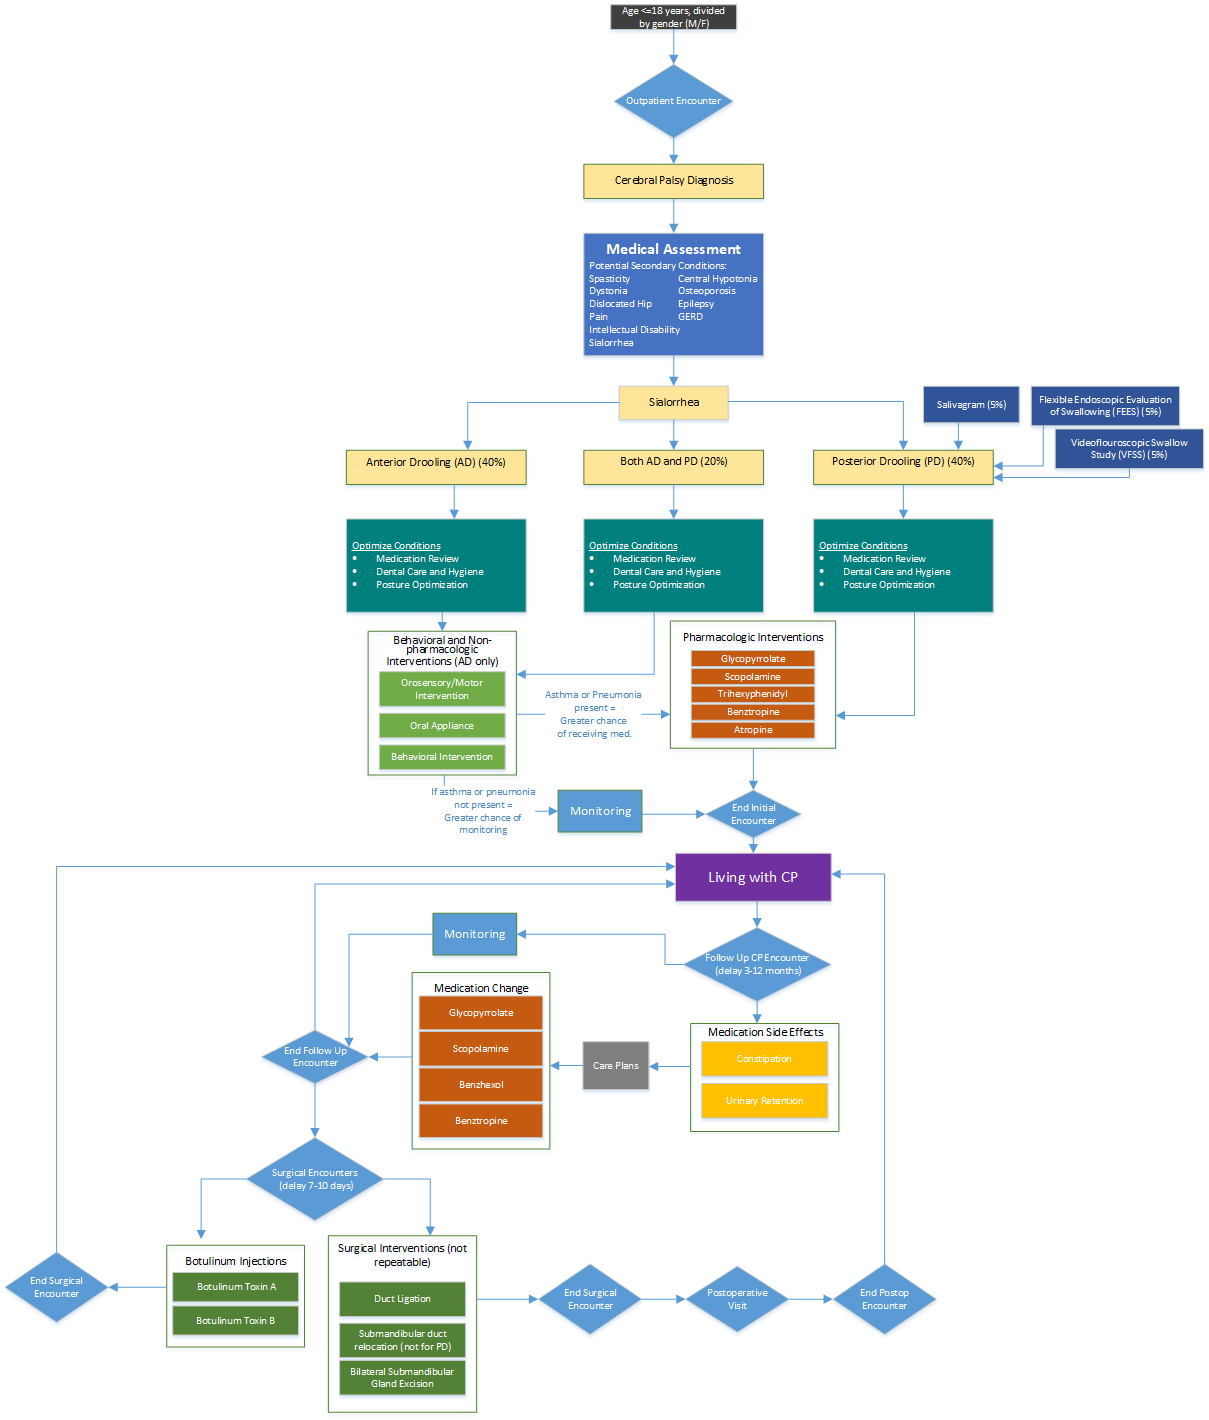 Age <=18 years, divided
by gender (M/F)
Outpatient Encounter
Cerebral Palsy Diagnosis
Medical Assessment
Potential Secondary Conditions:
Spasticity Central Hypotonia
Dystonia Osteoporosis
Dislocated Hip Epilepsy
Pain GERD
Intellectual Disability
Sialorrhea
Sialorrhea
Salivagram (5%)
Flexible Endoscopic Evaluation
of Swallowing (FEES) (5%)
Videoflouroscopic Swallow
Study (VFSS) (5%)
Anterior Drooling (AD) (40%)
Both AD and PD (20%)
Posterior Drooling (PD) (40%)
Optimize Conditions
• Medication Review
• Dental Care and Hygiene
• Posture Optimization
Optimize Conditions
• Medication Review
• Dental Care and Hygiene
• Posture Optimization
Optimize Conditions
• Medication Review
• Dental Care and Hygiene
• Posture Optimization
Behavioral and Non-
pharmacologic
Interventions (AD only)
Orosensory/Motor
Intervention
Oral Appliance
Behavioral Intervention
Asthma or Pneumonia
present =
Greater chance
of receiving med.
Pharmacologic Interventions
Glycopyrrolate
Scopolamine
Trihexyphenidyl
Benztropine
Atropine
If asthma or pneumonia
not present =
Greater chance of
monitoring
Monitoring
End Initial
Encounter
Living with CP
Monitoring
Follow Up CP Encounter
(delay 3-12 months)
Medication Change
Glycopyrrolate
Scopolamine
Benzhexol
Benztropine
Care Plans
Medication Side Effects
Constipation
Urinary Retention
End Follow Up
Encounter
Surgical Encounters
(delay 7-10 days)
Botulinum Injections
Botulinum Toxin A
Botulinum Toxin B
End Surgical
Encounter
Surgical Interventions (not
repeatable)
Duct Ligation
Submandibular duct
relocation (not for PD)
Bilateral Submandibular
Gland Excision
End Surgical
Encounter
Postoperative
Visit
End Postop
Encounter